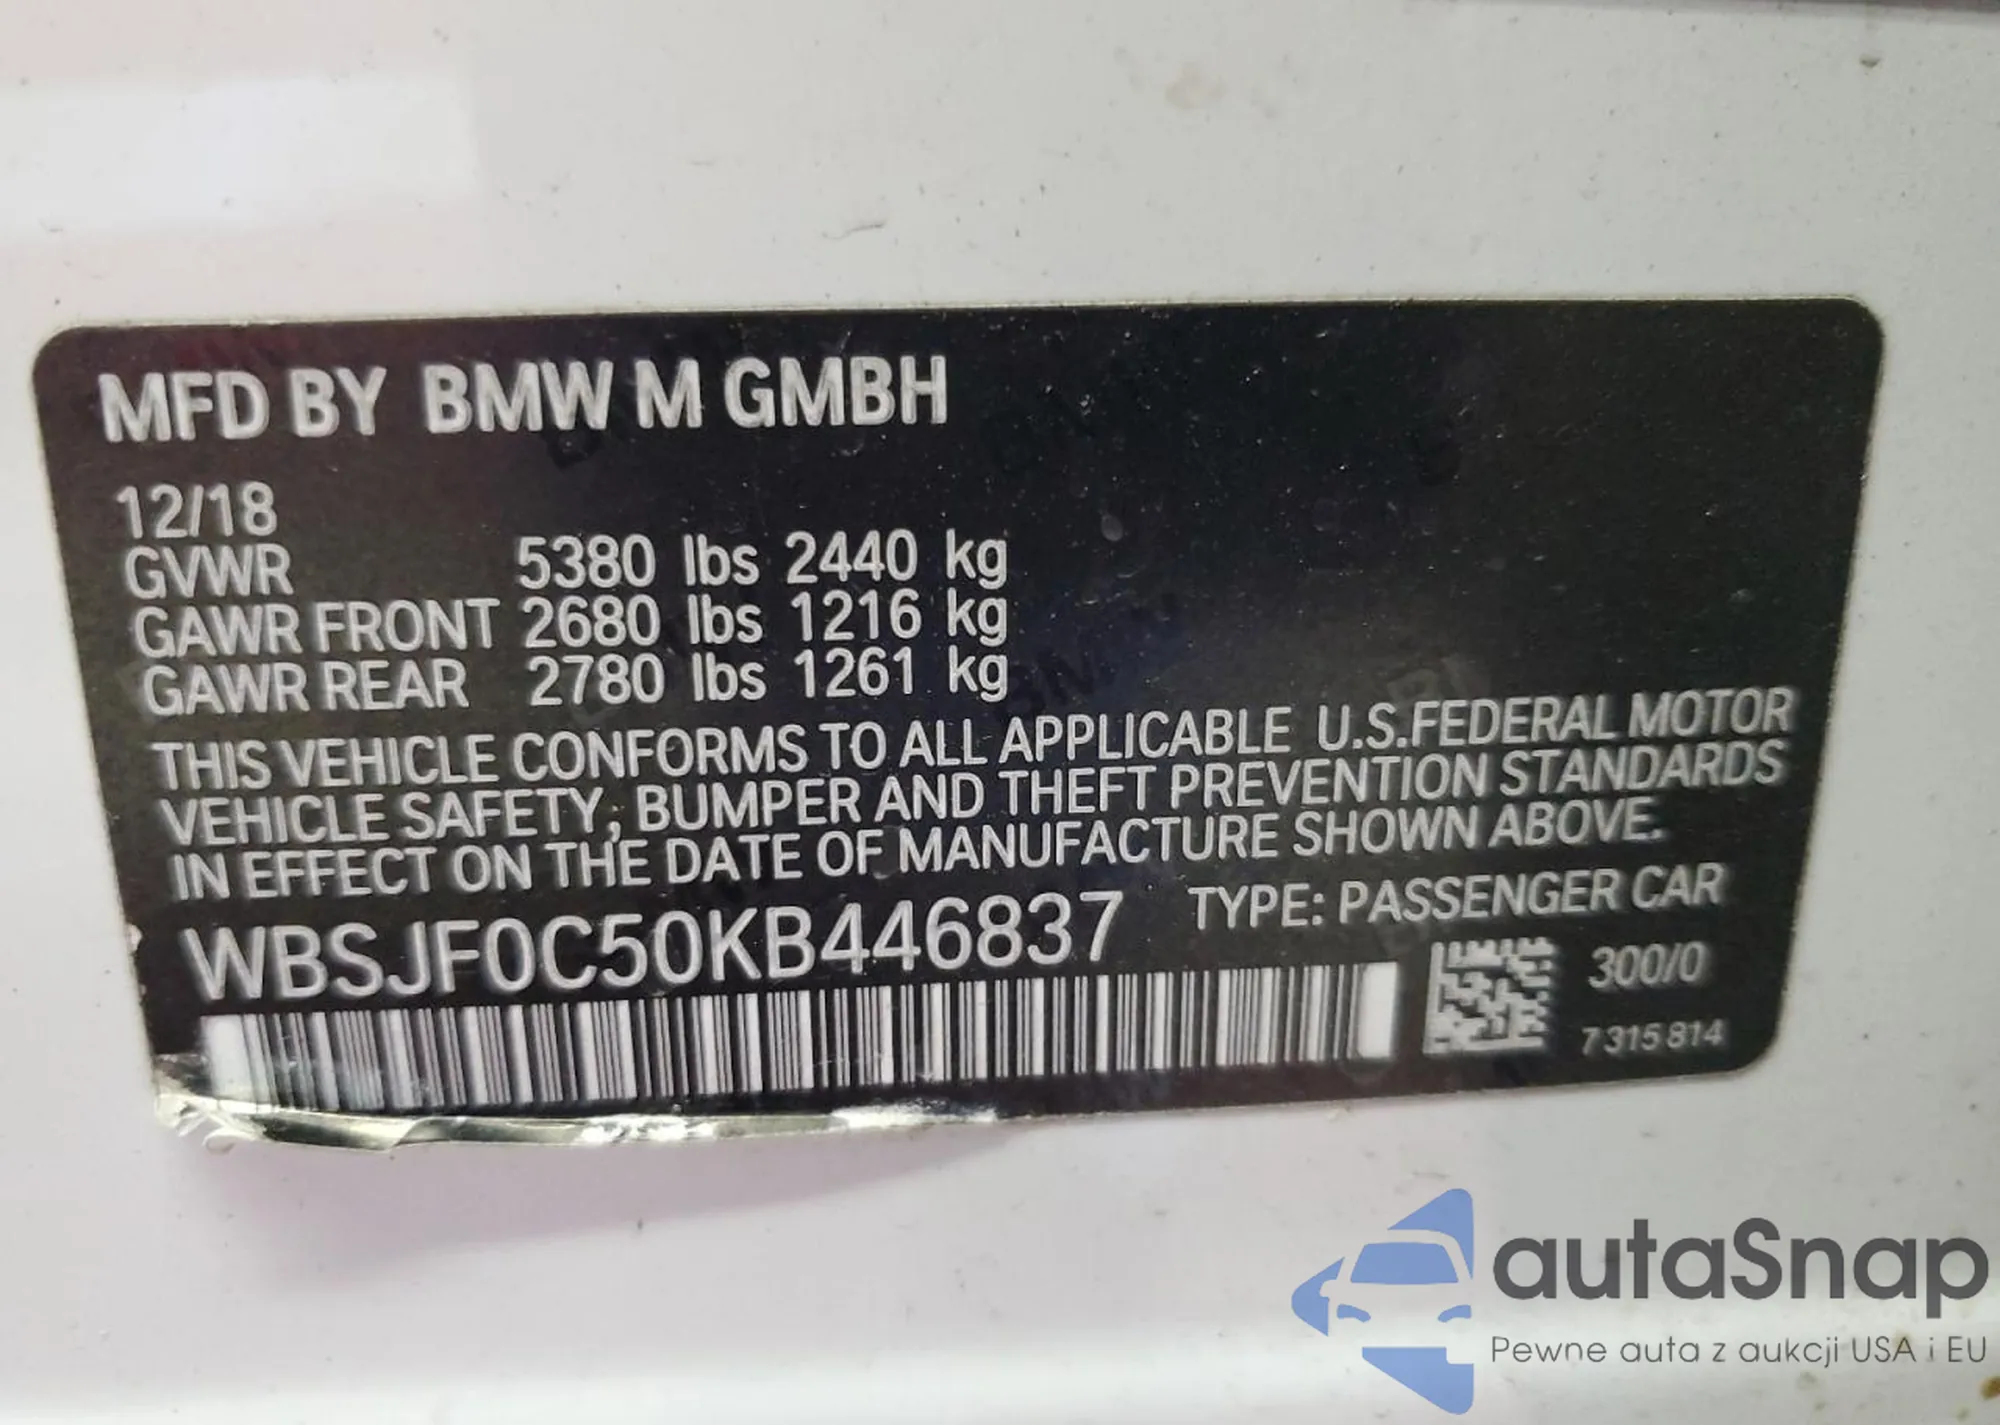 MFD BY BMW M GMBH
12/18
GVWR 5380 lbs 2440 kg
GAWR FRONT 2680 lbs 1216 kg
GAWR REAR 2780 lbs 1261 kg
THIS VEHICLE CONFORMS TO ALL APPLICABLE U.S.FEDERAL MOTOR
VEHICLE SAFETY, BUMPER AND THEFT PREVENTION STANDARDS
IN EFFECT ON THE DATE OF MANUFACTURE SHOWN ABOVE.
WBSJF0C50KB446837 TYPE: PASSENGER CAR
300/0
7 315 814
autaSnap
Pewne auta z aukcji USA i EU